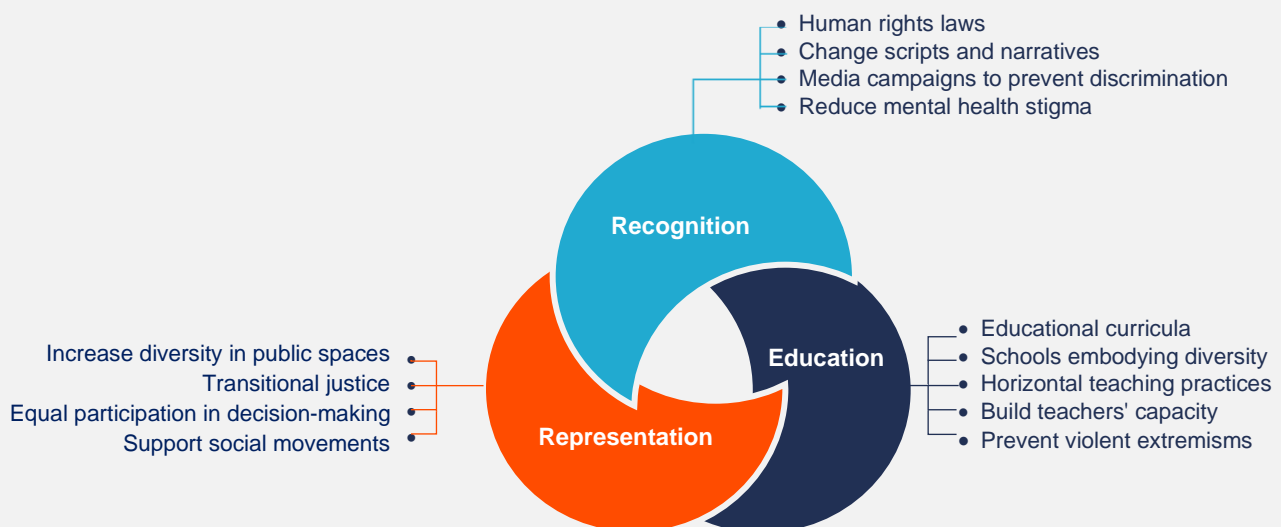 Human rights laws
Change scripts and narratives
Media campaigns to prevent discrimination
Reduce mental health stigma
Recognition
Education
Educational curricula
Schools embodying diversity
Horizontal teaching practices
Build teachers' capacity
Prevent violent extremisms
Increase diversity in public spaces
Transitional justice
Equal participation in decision-making
Support social movements
Representation